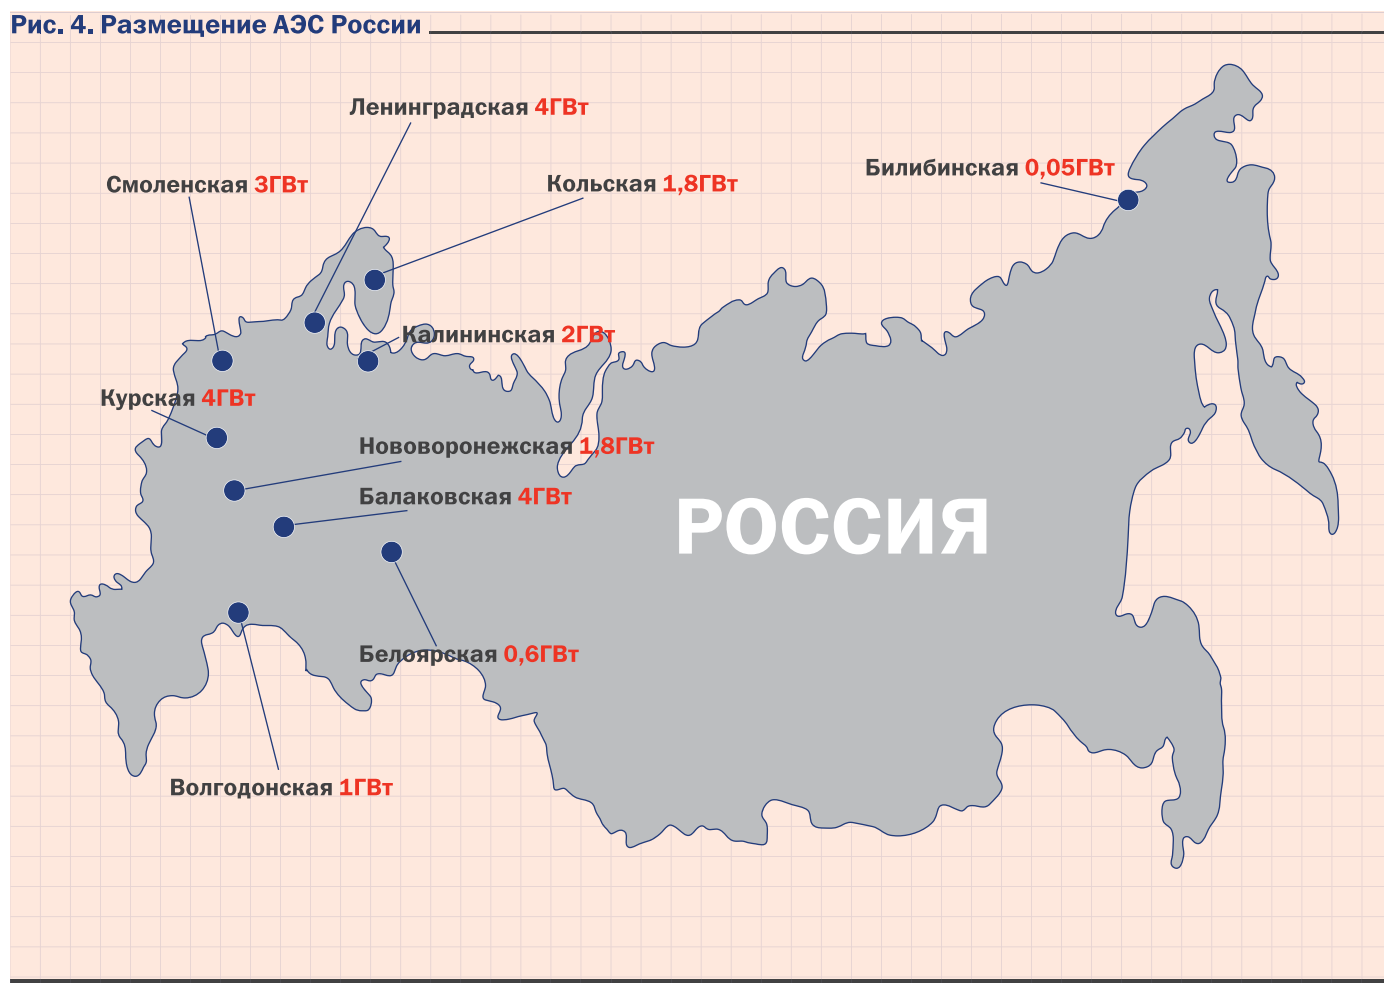 Рис. 4. Размещение АЭС России
Ленинградская 4ГВт
Билибинская 0,05ГВт
Смоленская 3ГВт
Кольская 1,8ГВт
Калининская 2ГВт
Курская 4ГВт
Нововоронежская 1,8ГВт
Балаковская 4ГВт
РОССИЯ
Белоярская 0,6ГВт
Волгодонская 1ГВт